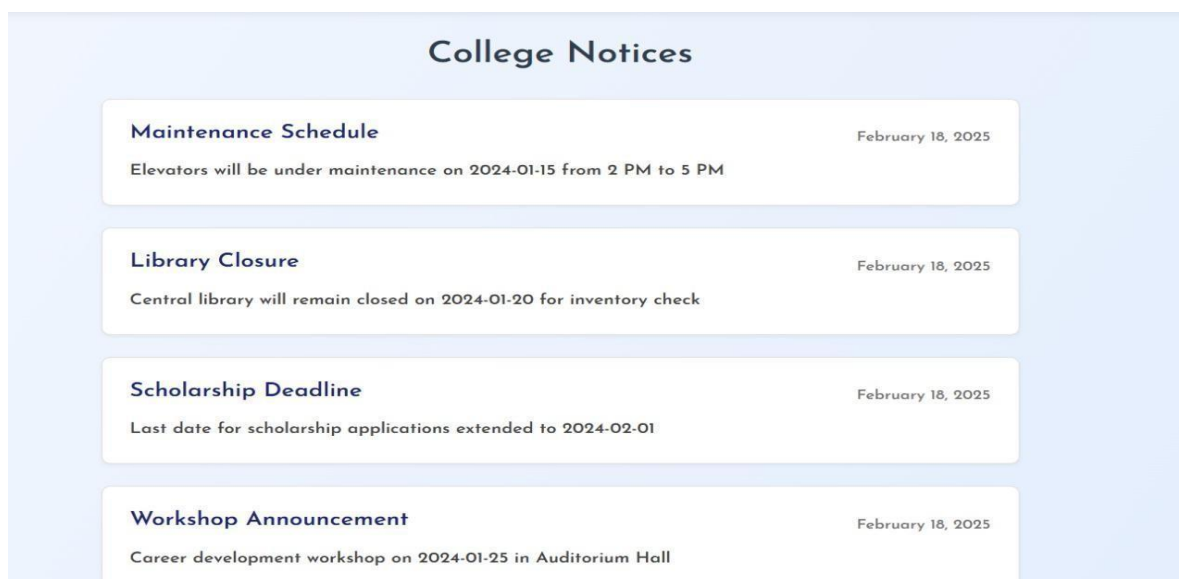 College Notices
Maintenance Schedule
February 18, 2025
Elevators will be under maintenance on 2024-01-15 from 2 PM to 5 PM
Library Closure
February 18, 2025
Central library will remain closed on 2024-01-20 for inventory check
Scholarship Deadline
February 18, 2025
Last date for scholarship applications extended to 2024-02-01
Workshop Announcement
February 18, 2025
Career development workshop on 2024-01-25 in Auditorium Hall